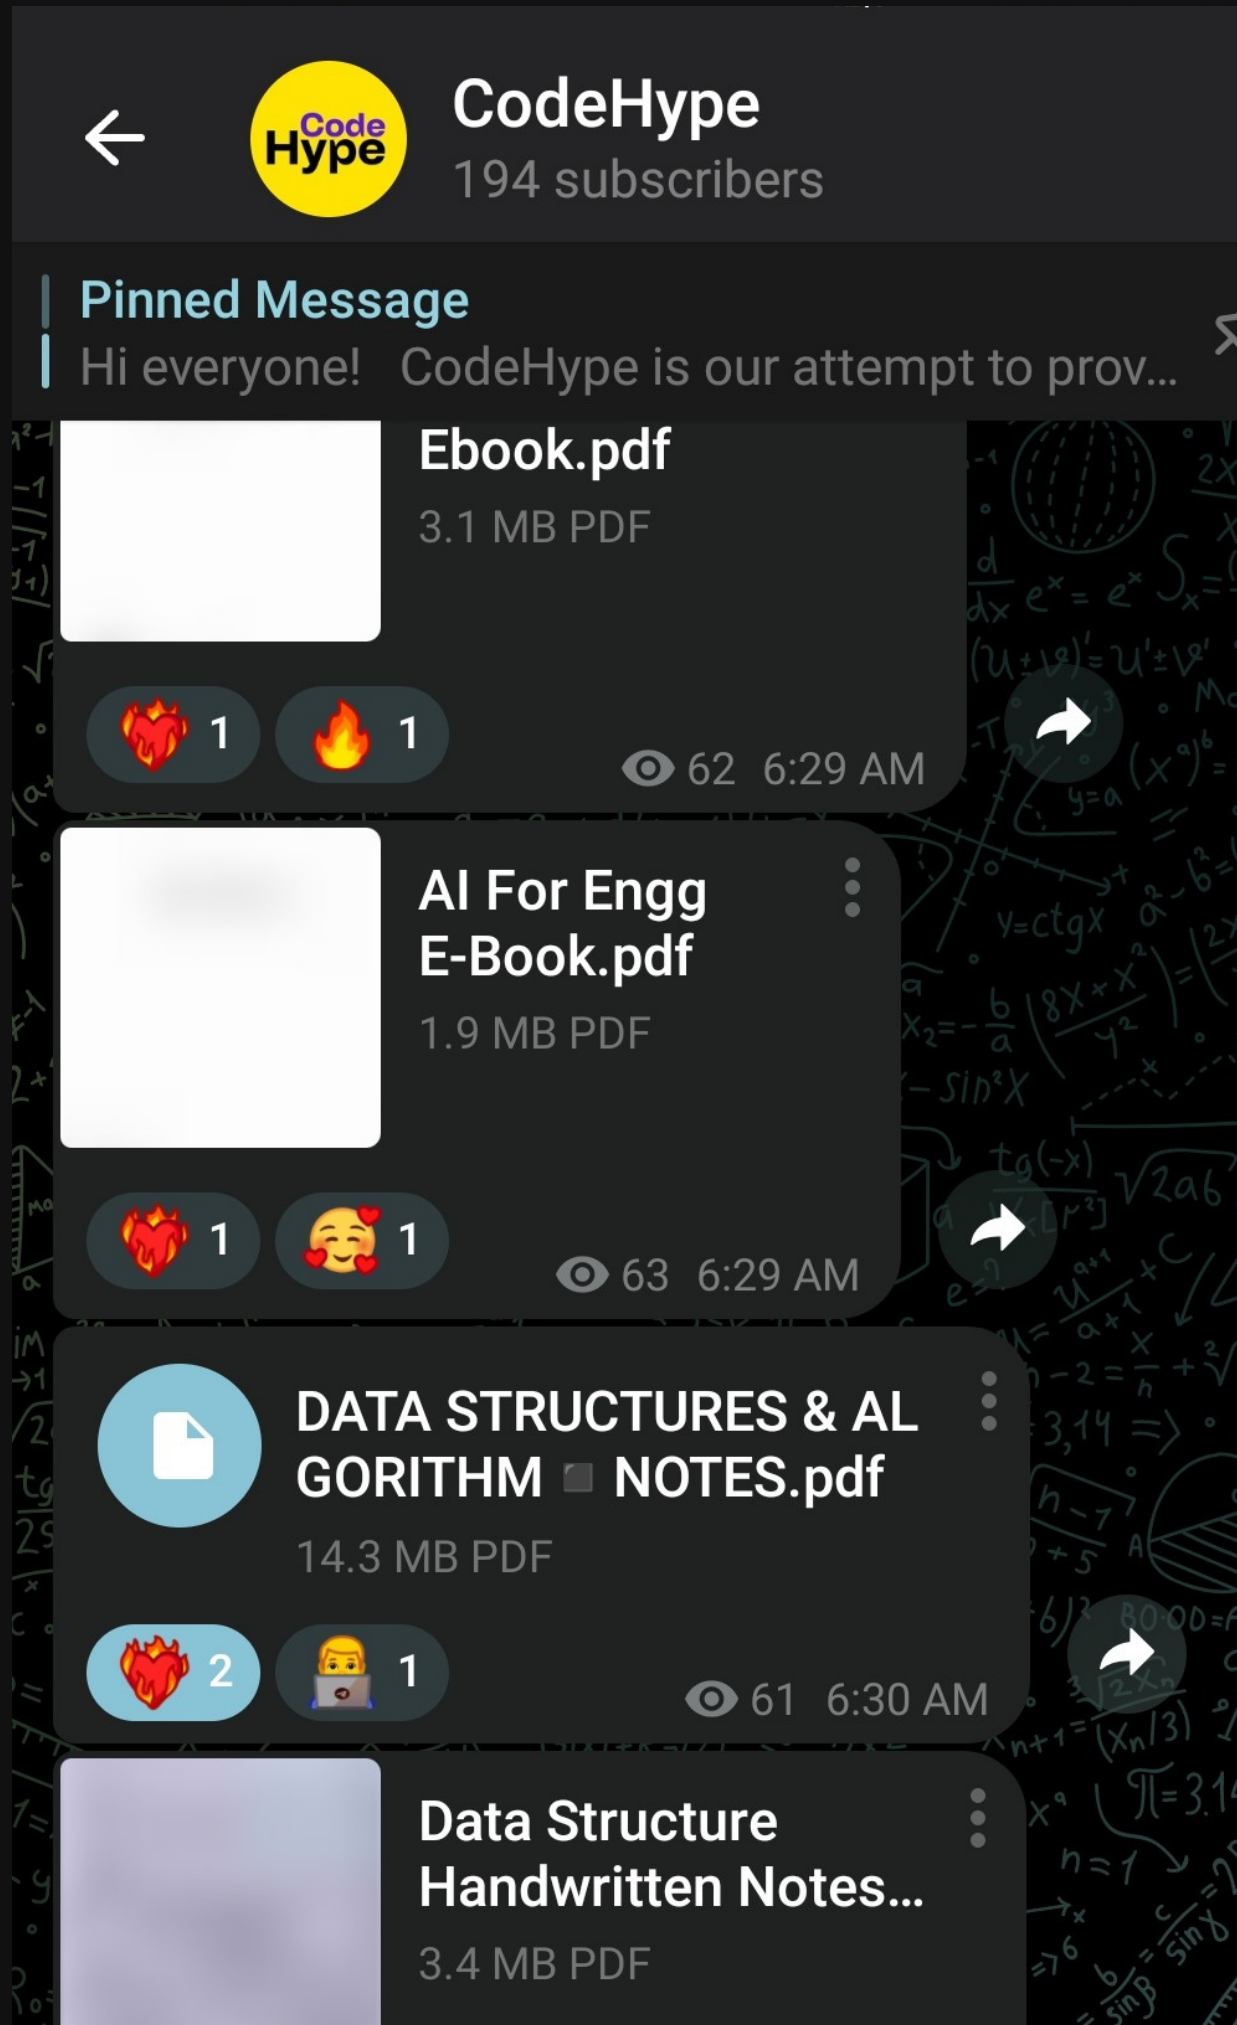 Code
Hype
CodeHype
194 subscribers
Pinned Message
Hi everyone!   CodeHype is our attempt to prov...
Ebook.pdf
3.1 MB PDF
1
1
62 6:29 AM
AI For Engg
E-Book.pdf
1.9 MB PDF
1
1
63 6:29 AM
DATA STRUCTURES & AL
GORITHM ◾ NOTES.pdf
14.3 MB PDF
2
1
61 6:30 AM
Data Structure
Handwritten Notes...
3.4 MB PDF